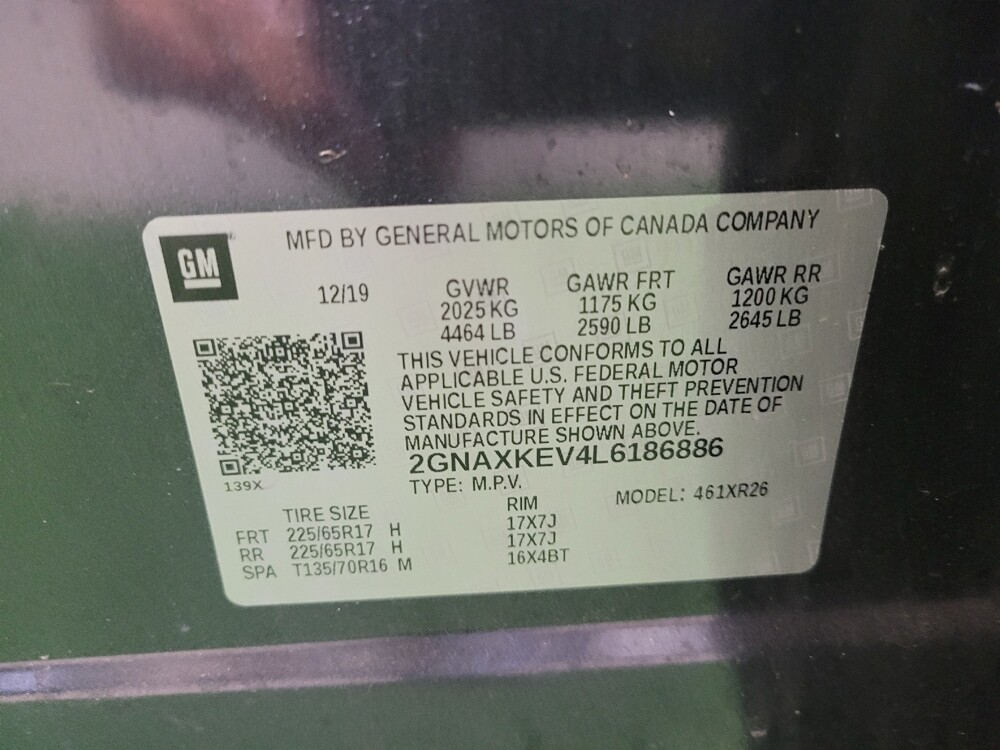 GM
MFD BY GENERAL MOTORS OF CANADA COMPANY
12/19
GVWR
2025 KG
4464 LB
GAWR FRT
1175 KG
2590 LB
GAWR RR
1200 KG
2645 LB
THIS VEHICLE CONFORMS TO ALL
APPLICABLE U.S. FEDERAL MOTOR
VEHICLE SAFETY AND THEFT PREVENTION
STANDARDS IN EFFECT ON THE DATE OF
MANUFACTURE SHOWN ABOVE.
2GNAXKEV4L6186886
139X
TYPE: M.P.V.
MODEL: 461XR26
TIRE SIZE RIM
FRT 225/65R17 H 17X7J
RR 225/65R17 H 17X7J
SPA T135/70R16 M 16X4BT